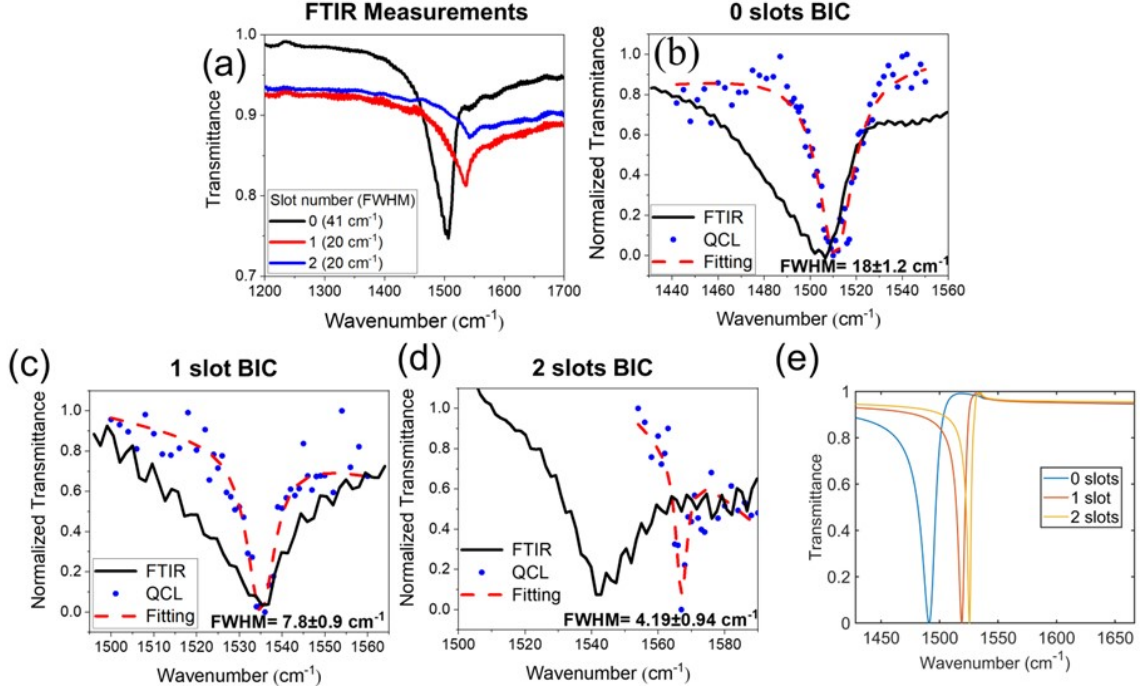 FTIR Measurements
(a)
Transmittance
1.0
0.9
0.8
0.7
Slot number (FWHM)
0 (41 cm⁻¹)
1 (20 cm⁻¹)
2 (20 cm⁻¹)
1200 1300 1400 1500 1600 1700
Wavenumber (cm⁻¹)
0 slots BIC
(b)
Normalized Transmitance
1.0
0.8
0.6
0.4
0.2
0.0
FTIR
QCL
Fitting
FWHM= 18±1.2 cm⁻¹
1440 1460 1480 1500 1520 1540 1560
Wavenumber (cm⁻¹)
(c)
1 slot BIC
Normalized Transmittance
1.0
0.8
0.6
0.4
0.2
0.0
FTIR
QCL
Fitting
FWHM= 7.8±0.9 cm⁻¹
1500 1510 1520 1530 1540 1550 1560
Wavenumber (cm⁻¹)
(d)
2 slots BIC
Normalized Transmittance
1.0
0.8
0.6
0.4
0.2
0.0
FTIR
QCL
Fitting
FWHM= 4.19±0.94 cm⁻¹
1500 1520 1540 1560 1580
Wavenumber (cm⁻¹)
(e)
Transmittance
1
0.8
0.6
0.4
0.2
0
0 slots
1 slot
2 slots
1450 1500 1550 1600 1650
Wavenumber (cm⁻¹)